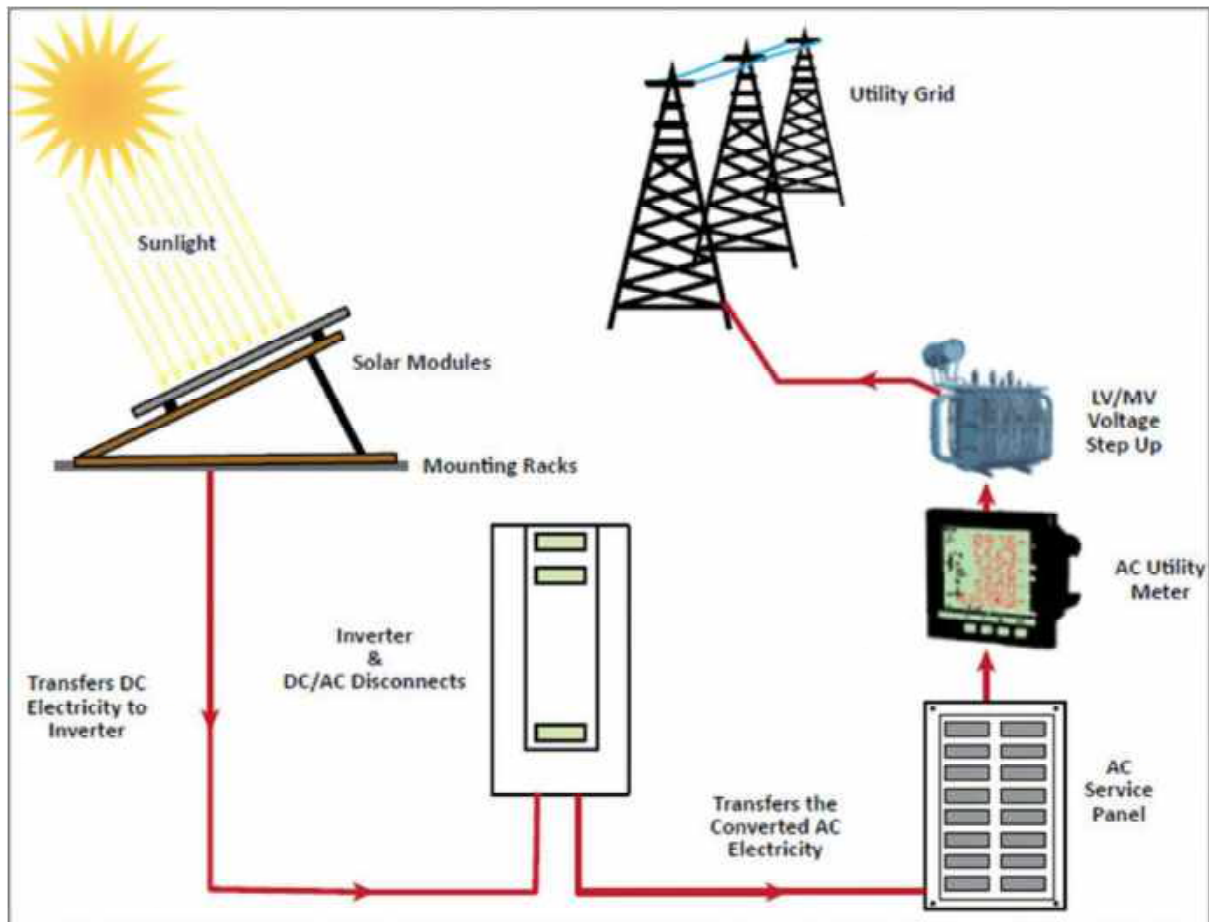 Utility Grid
Sunlight
Solar Modules
Mounting Racks
LV/MV
Voltage
Step Up
AC Utility
Meter
Inverter
&
DC/AC Disconnects
Transfers DC
Electricity to
Inverter
AC
Service
Panel
Transfers the
Converted AC
Electricity